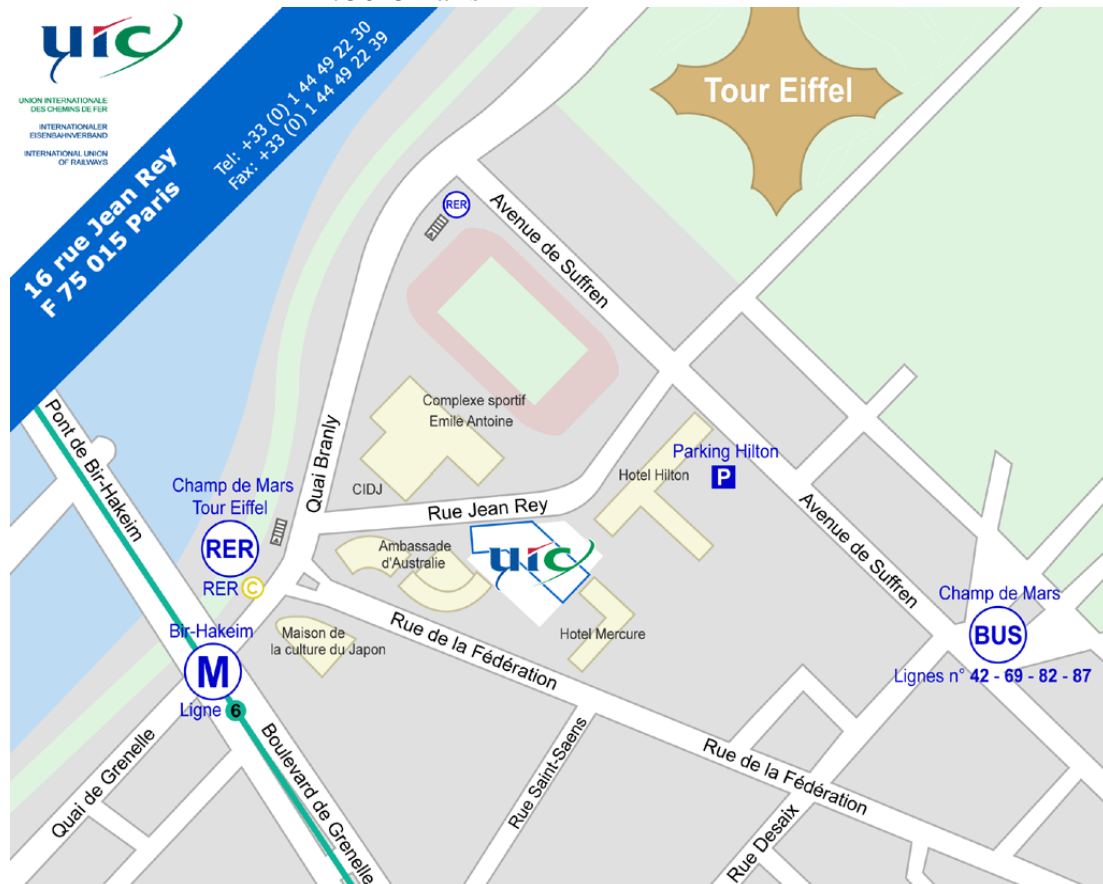 uic
UNION INTERNATIONALE
DES CHEMINS DE FER
INTERNATIONALER
EISENBAHNVERBAND
INTERNATIONAL UNION
OF RAILWAYS
16 rue Jean Rey
F 75 015 Paris
Tel: +33 (0) 1 44 49 22 30
Fax: +33 (0) 1 44 49 22 39
Tour Eiffel
RER
Avenue de Suffren
Complexe sportif
Emile Antoine
Pont de Bir-Hakeim
Quai Branly
CIDJ
Champ de Mars
Tour Eiffel
RER
RER C
Rue Jean Rey
Hotel Hilton
Parking Hilton
P
Avenue de Suffren
Ambassade
d'Australie
uic
Hotel Mercure
Bir-Hakeim
M
Ligne 6
Maison de
la culture du Japon
Rue de la Fédération
Champ de Mars
BUS
Lignes n° 42 - 69 - 82 - 87
Quai de Grenelle
Boulevard de Grenelle
Rue Saint-Saens
Rue de la Fédération
Rue Desaix